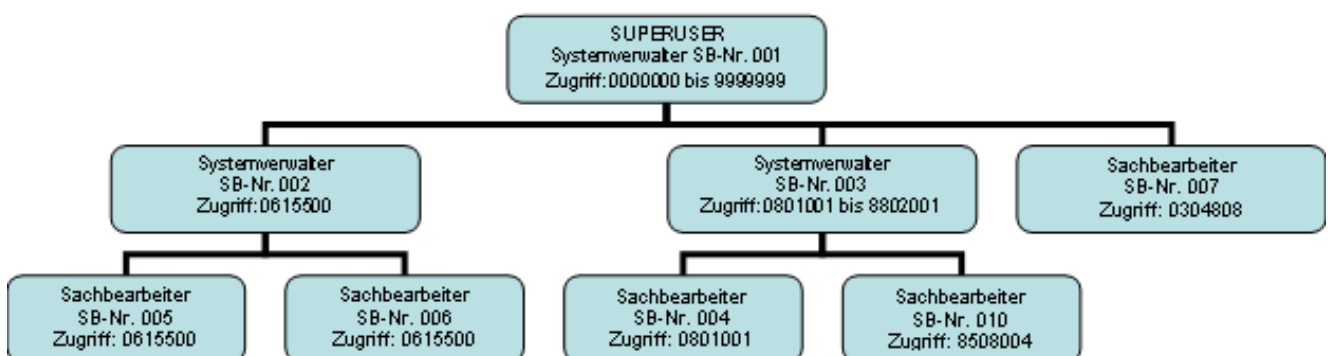 SUPERUSER
Systemverwalter SB-Nr. 001
Zugriff: 0000000 bis 9999999
Systemverwalter
SB-Nr. 002
Zugriff: 0615500
Systemverwalter
SB-Nr. 003
Zugriff: 0801001 bis 8802001
Sachbearbeiter
SB-Nr. 007
Zugriff: 0304808
Sachbearbeiter
SB-Nr. 005
Zugriff: 0615500
Sachbearbeiter
SB-Nr. 006
Zugriff: 0615500
Sachbearbeiter
SB-Nr. 004
Zugriff: 0801001
Sachbearbeiter
SB-Nr. 010
Zugriff: 8508004